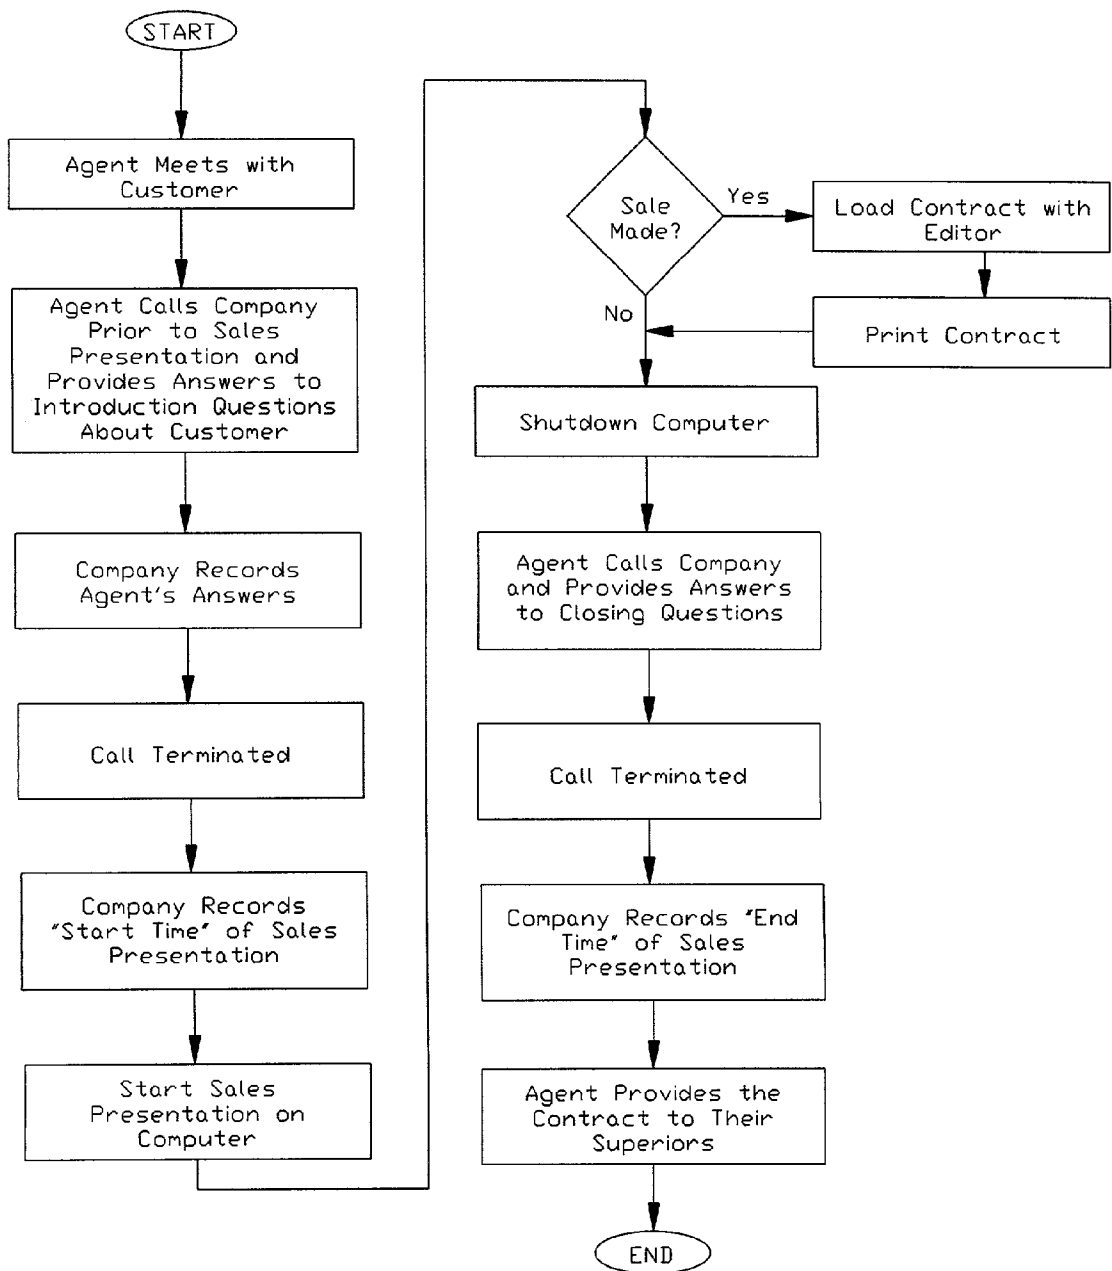 START
Agent Meets with
Customer
Agent Calls Company
Prior to Sales
Presentation and
Provides Answers to
Introduction Questions
About Customer
Company Records
Agent's Answers
Call Terminated
Company Records
"Start Time" of Sales
Presentation
Start Sales
Presentation on
Computer
Sale
Made?
Yes
Load Contract with
Editor
Print Contract
No
Shutdown Computer
Agent Calls Company
and Provides Answers
to Closing Questions
Call Terminated
Company Records "End
Time" of Sales
Presentation
Agent Provides the
Contract to Their
Superiors
END